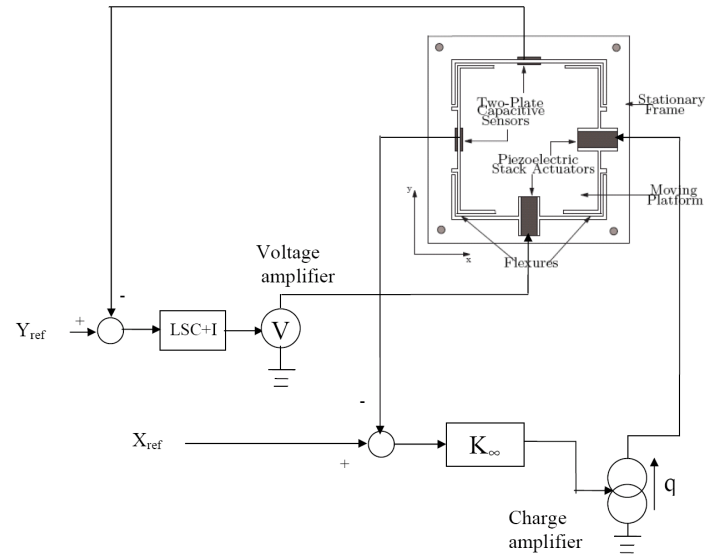 Two-Plate
Capacitive
Sensors
Stationary
Frame
Piezoelectric
Stack Actuators
Moving
Platform
y
x
Flexures
Voltage
amplifier
-
+
Yref
LSC+I
V
-
Xref
+
K∞
q
Charge
amplifier